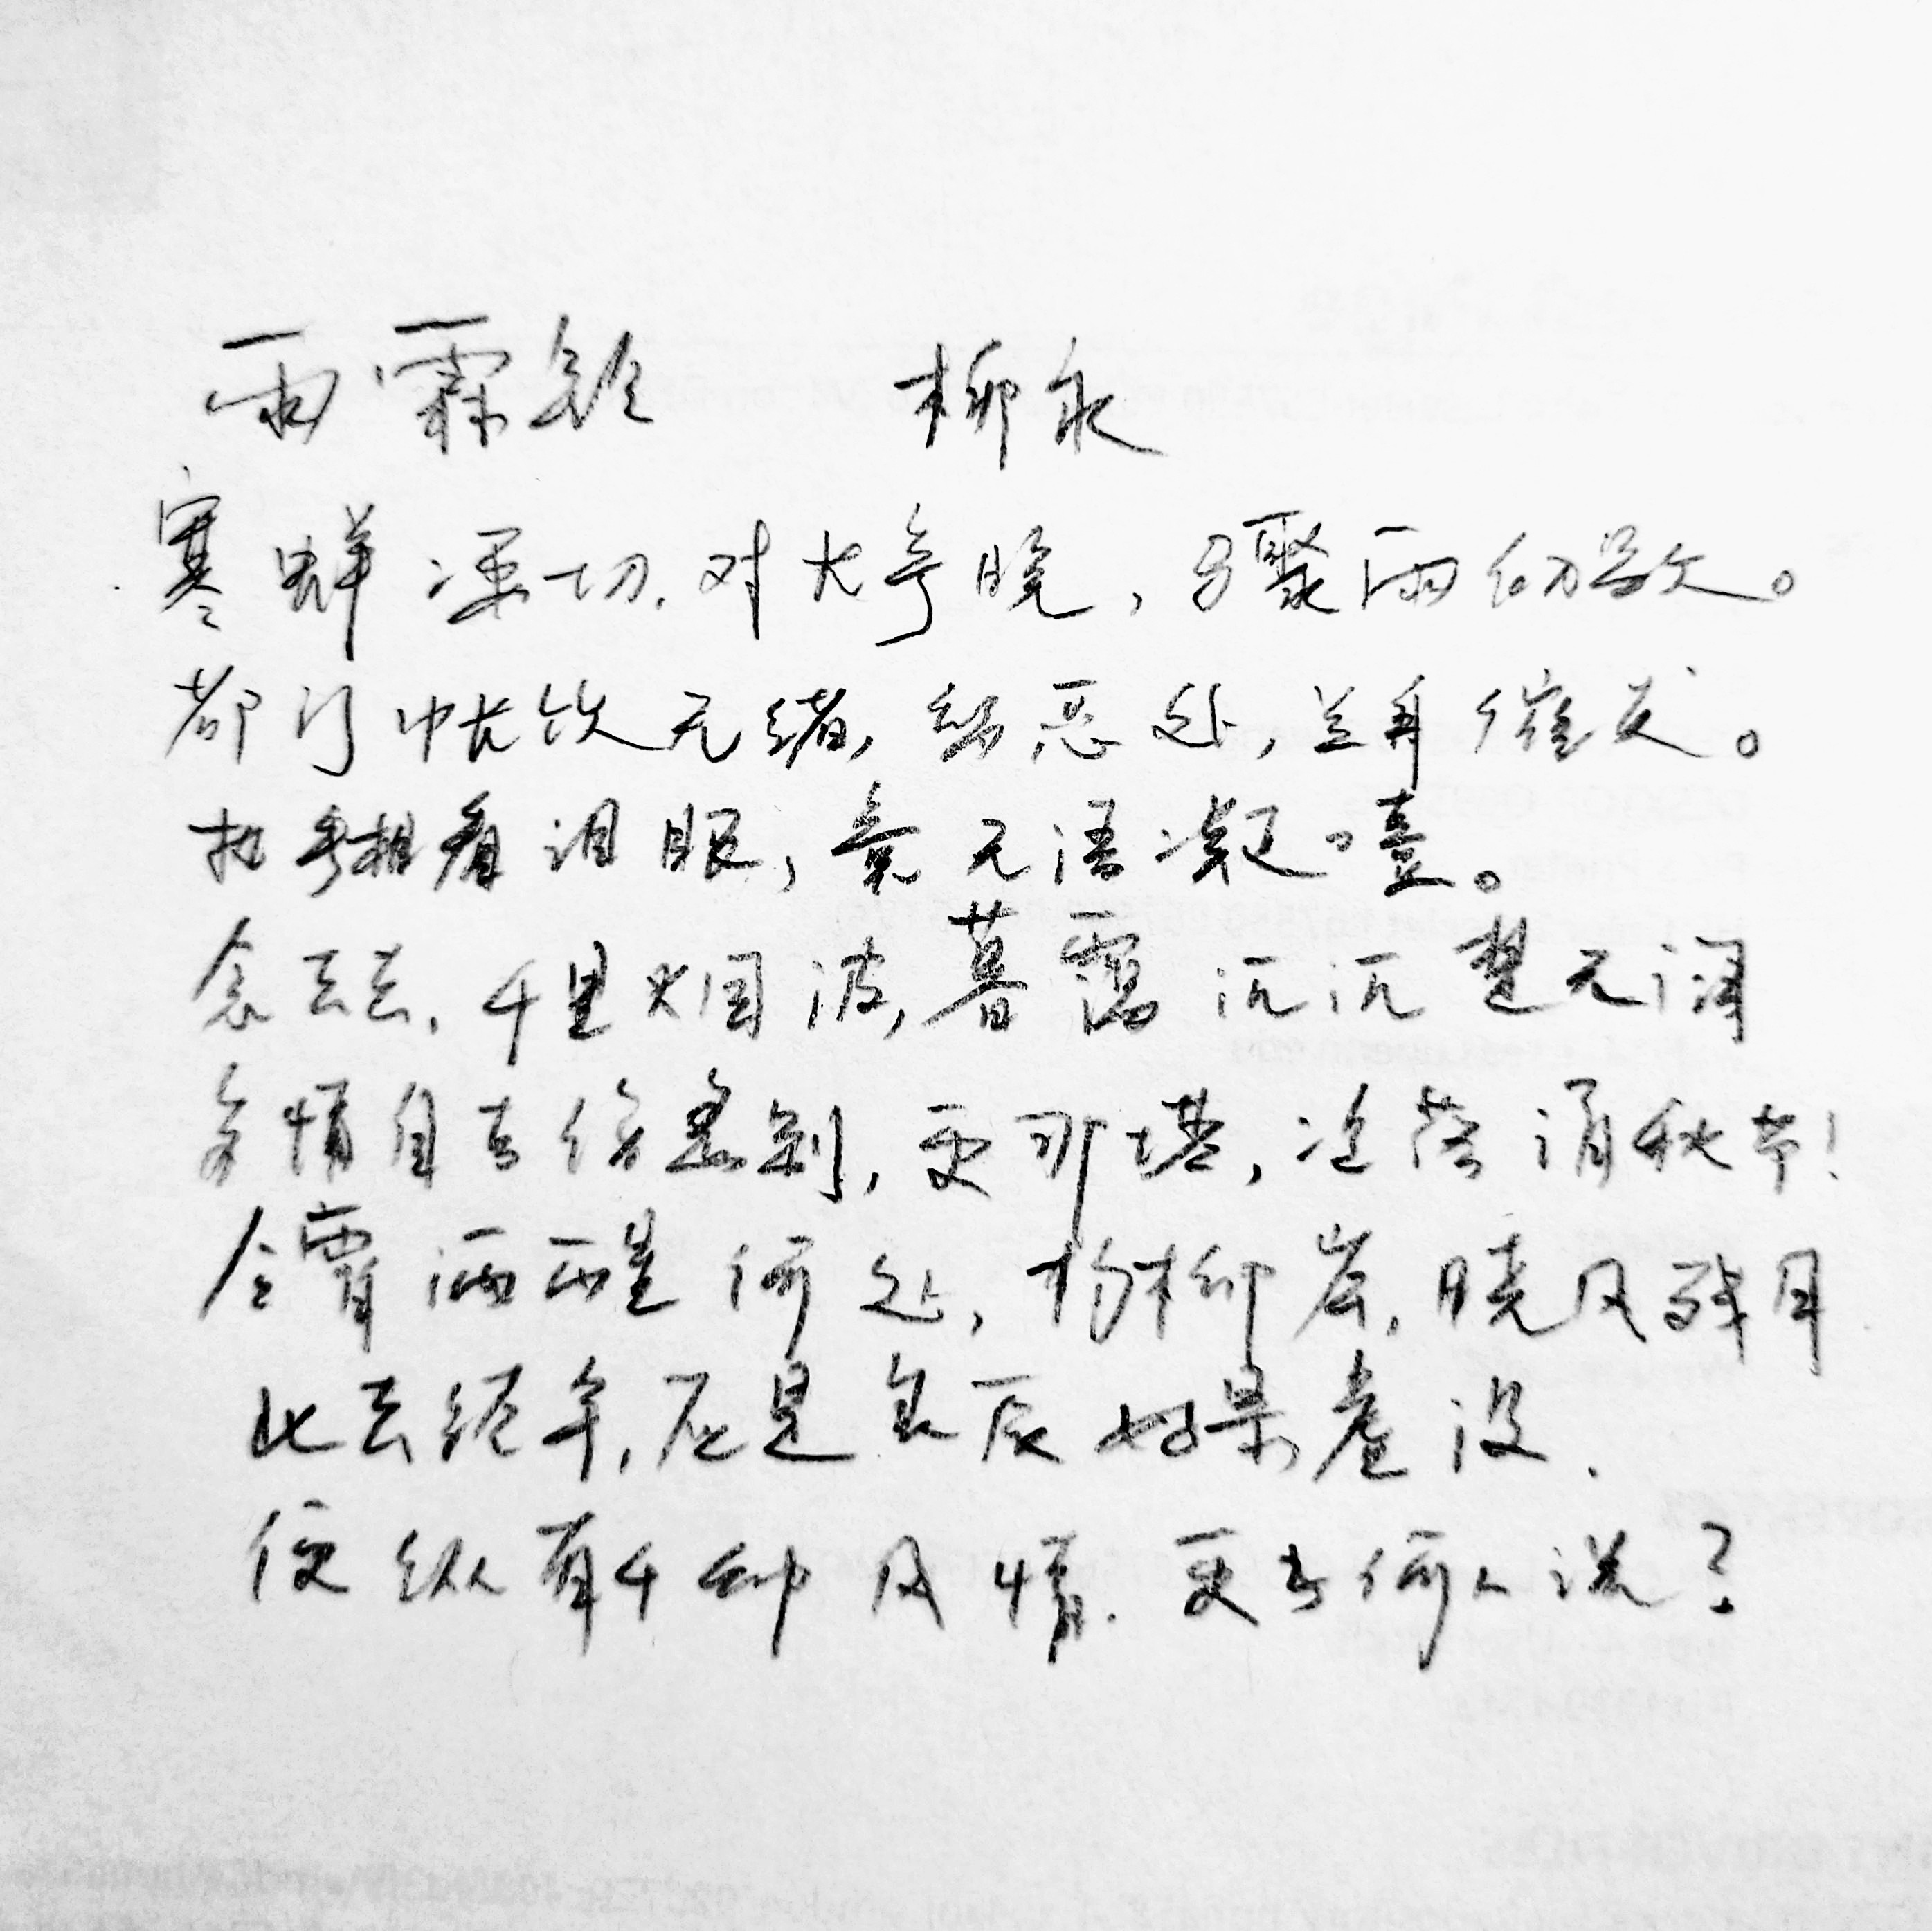 雨霖铃 柳永
寒蝉凄切.对长亭晚,骤雨初歇。
都门帐饮无绪,留恋处,兰舟催发。
执手相看泪眼,竟无语凝噎。
念去去,千里烟波,暮霭沉沉楚天阔
多情自古伤离别,更那堪,冷落清秋节!
今宵酒醒何处,杨柳岸,晓风残月
此去经年,应是良辰好景虚设.
便纵有千种风情.更与何人说?